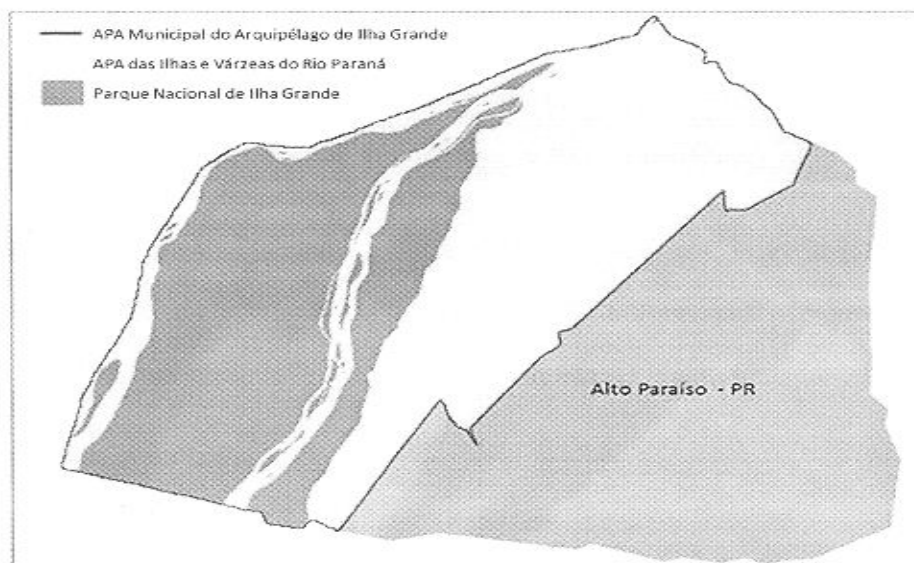 APA Municipal do Arquipélago de Ilha Grande
APA das Ilhas e Várzeas do Rio Paraná
Parque Nacional de Ilha Grande
Alto Paraíso - PR